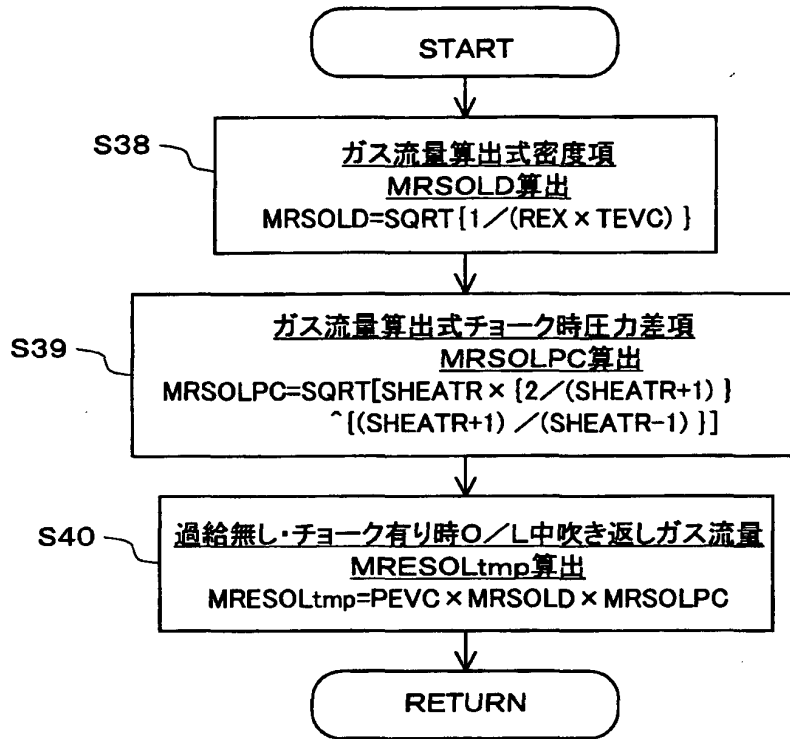 START
S38
ガス流量算出式密度項
MRSOLD算出
MRSOLD=SQRT{1/(REX×TEVC)}
S39
ガス流量算出式チョーク時圧力差項
MRSOLPC算出
MRSOLPC=SQRT[SHEATR×{2/(SHEATR+1)}
^{(SHEATR+1)/(SHEATR-1)}]
S40
過給無し・チョーク有り時O/L中吹き返しガス流量
MRESOLtmp算出
MRESOLtmp=PEVC×MRSOLD×MRSOLPC
RETURN